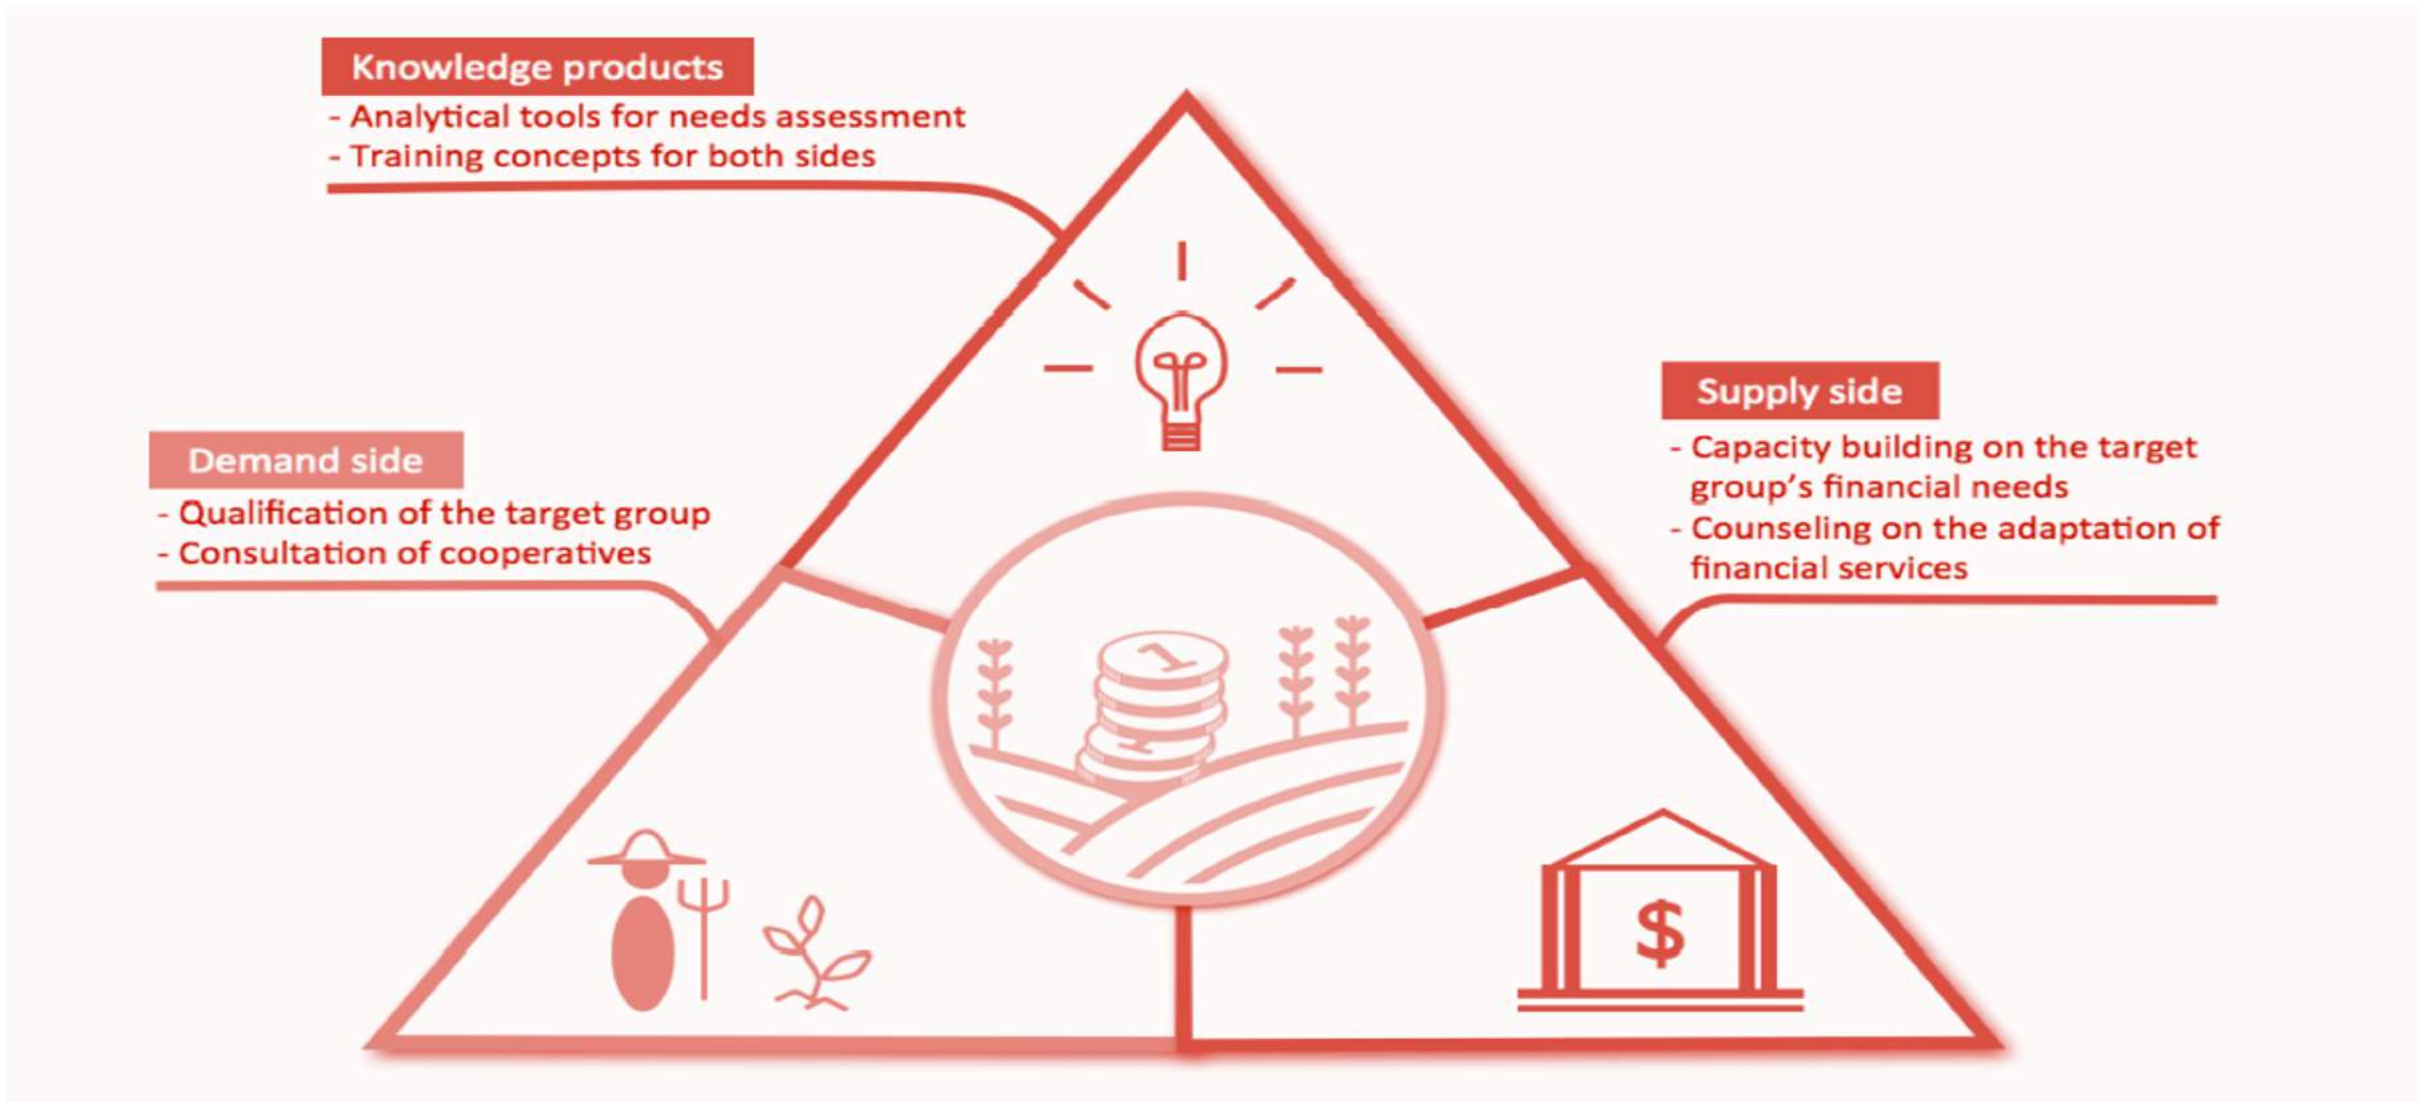 Knowledge products
- Analytical tools for needs assessment
- Training concepts for both sides
Demand side
- Qualification of the target group
- Consultation of cooperatives
Supply side
- Capacity building on the target
group's financial needs
- Counseling on the adaptation of
financial services
1
1
$